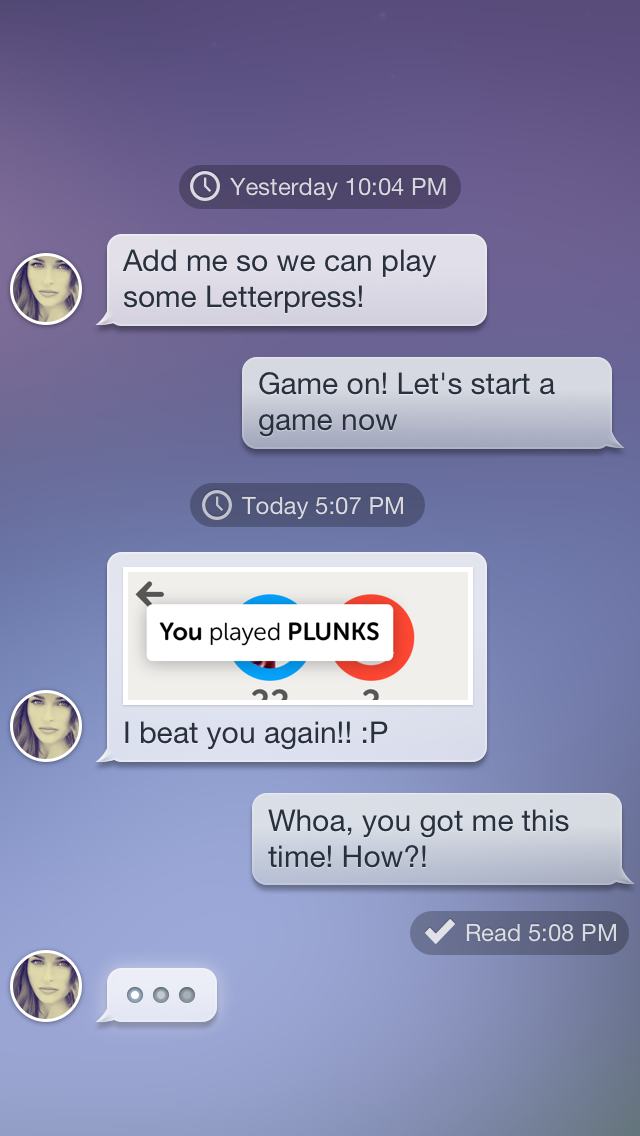 Yesterday 10:04 PM
Add me so we can play
some Letterpress!
Game on! Let's start a
game now
Today 5:07 PM
You played PLUNKS
I beat you again!! :P
Whoa, you got me this
time! How?!
Read 5:08 PM